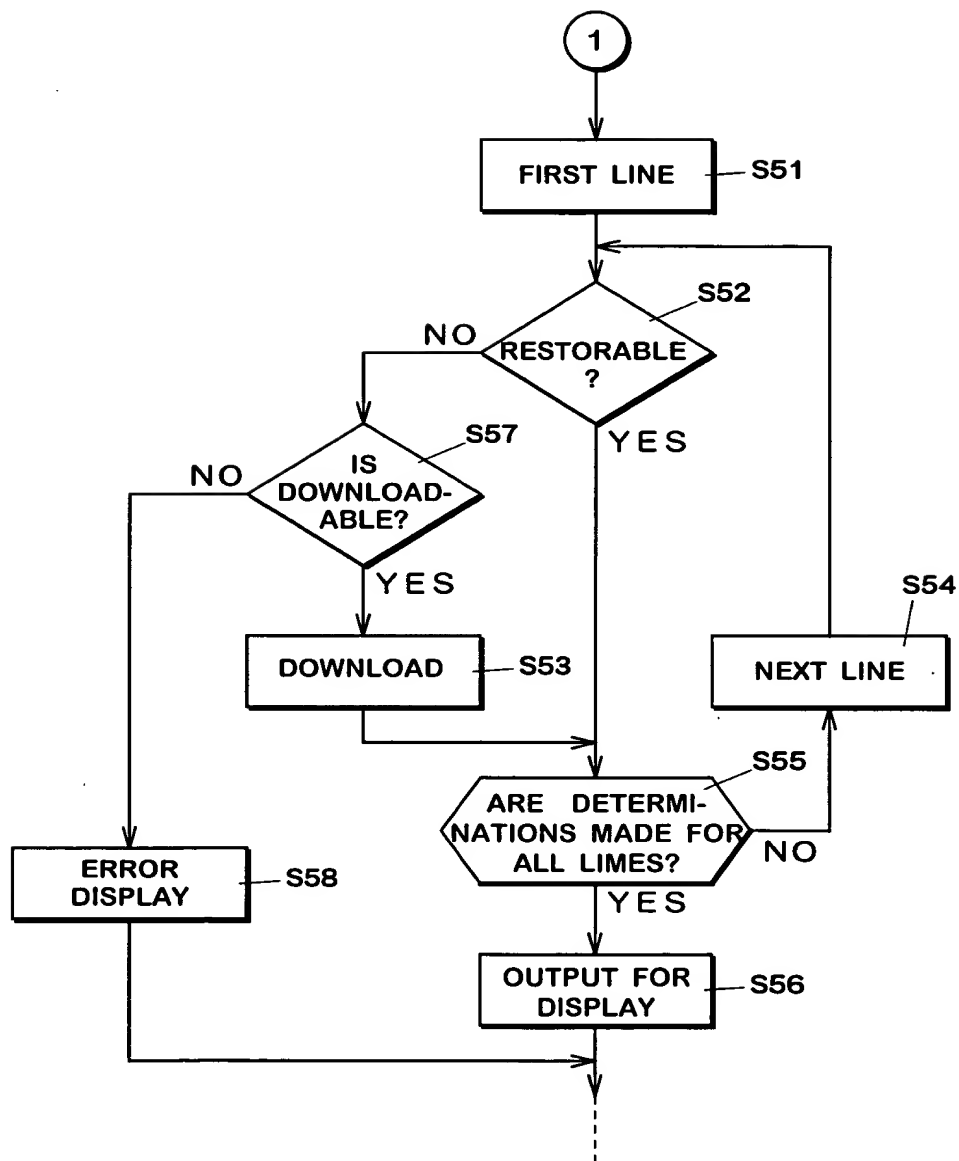 1
FIRST LINE
S51
S52
NO
RESTORABLE
?
YES
S57
NO
IS
DOWNLOAD-
ABLE?
YES
S54
DOWNLOAD
S53
NEXT LINE
S55
ARE DETERMI-
NATIONS MADE FOR
ALL LIMES?
NO
YES
ERROR
DISPLAY
S58
OUTPUT FOR
DISPLAY
S56